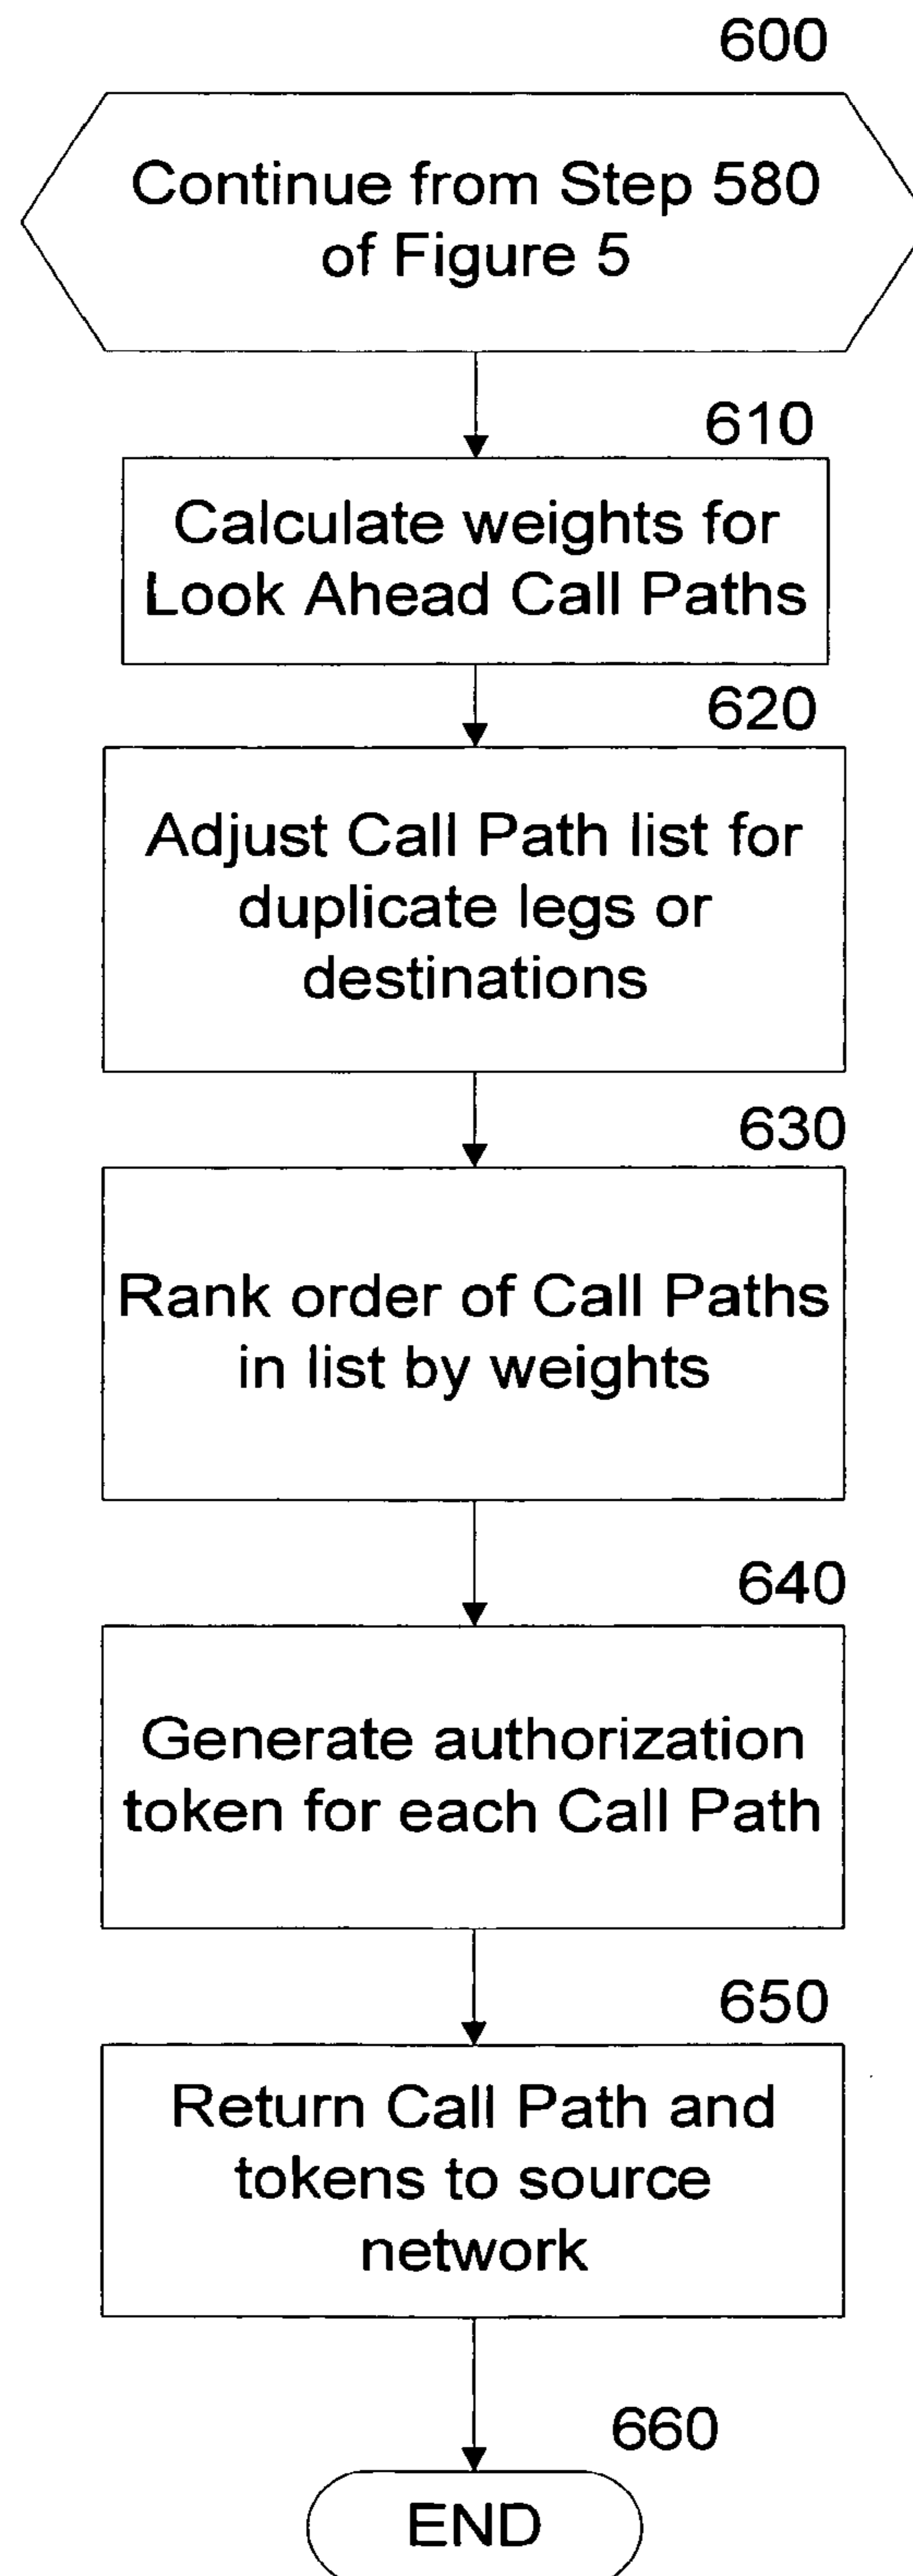 600
Continue from Step 580
of Figure 5
610
Calculate weights for
Look Ahead Call Paths
620
Adjust Call Path list for
duplicate legs or
destinations
630
Rank order of Call Paths
in list by weights
640
Generate authorization
token for each Call Path
650
Return Call Path and
tokens to source
network
660
END